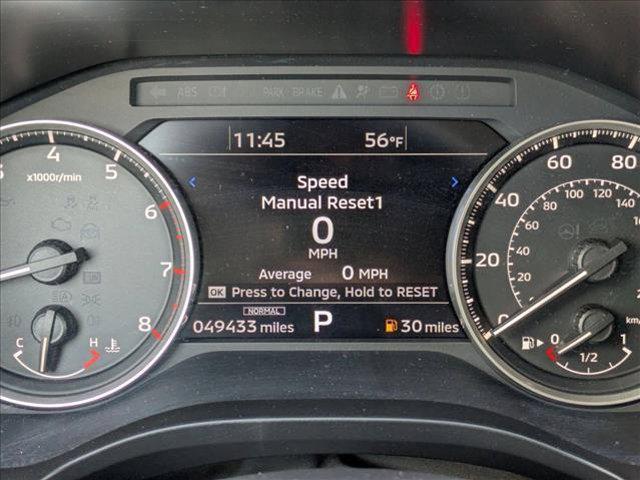 ABS PARK BRAKE
11:45 56°F
Speed
Manual Reset1
0
MPH
Average 0 MPH
OK Press to Change, Hold to RESET
NORMAL
049433 miles P 30 miles
4 5 6 7 8
x1000r/min
C H
0 20 40 60 80
20 40 60 80 100 120 140
km/
0 1/2 1